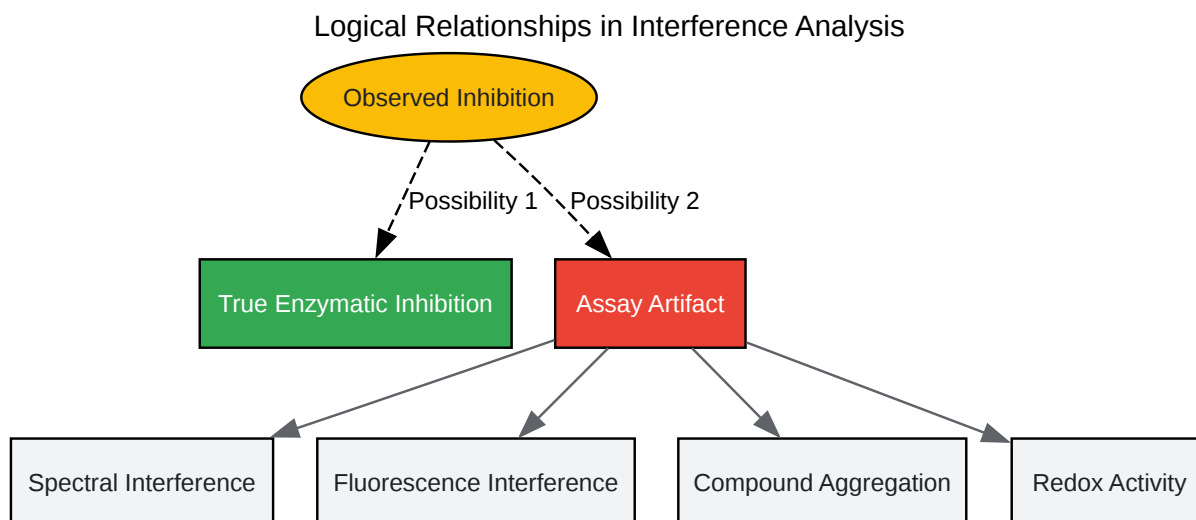 Logical Relationships in Interference Analysis
Observed Inhibition
Possibility 1
Possibility 2
True Enzymatic Inhibition
Assay Artifact
Spectral Interference
Fluorescence Interference
Compound Aggregation
Redox Activity